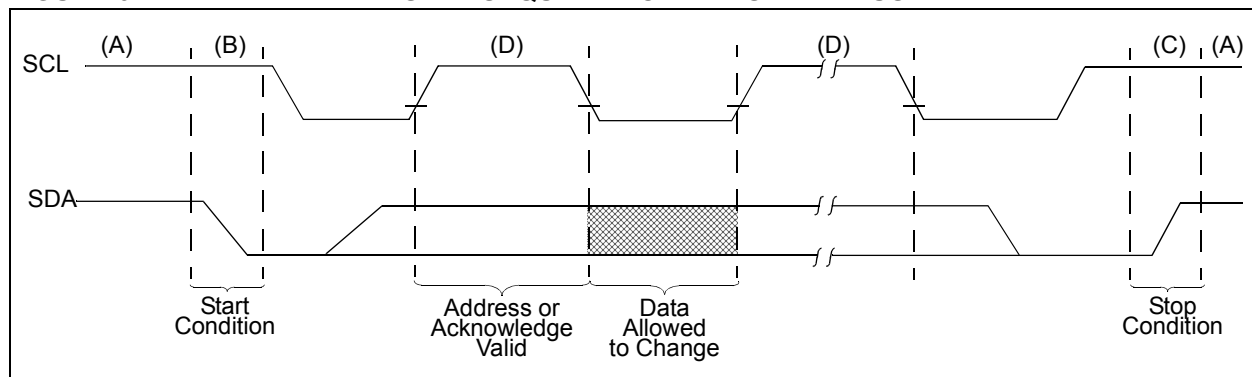 (A) (B) (D) (D) (C) (A)
SCL
SDA
Start
Condition
Address or
Acknowledge
Valid
Data
Allowed
to Change
Stop
Condition